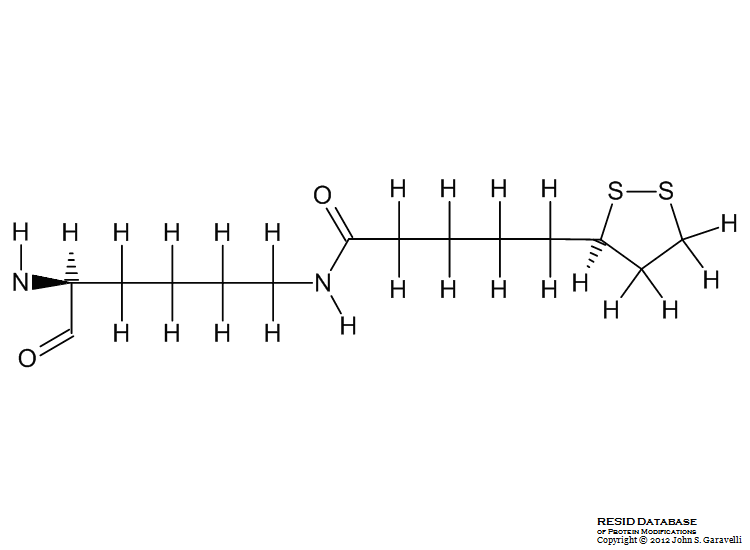 O H H H H S S
H H H H H H H
N N H
H H H H H H H
H H H H H
O
RESID DATABASE
of Protein Modifications
Copyright © 2012 John S. Garavelli